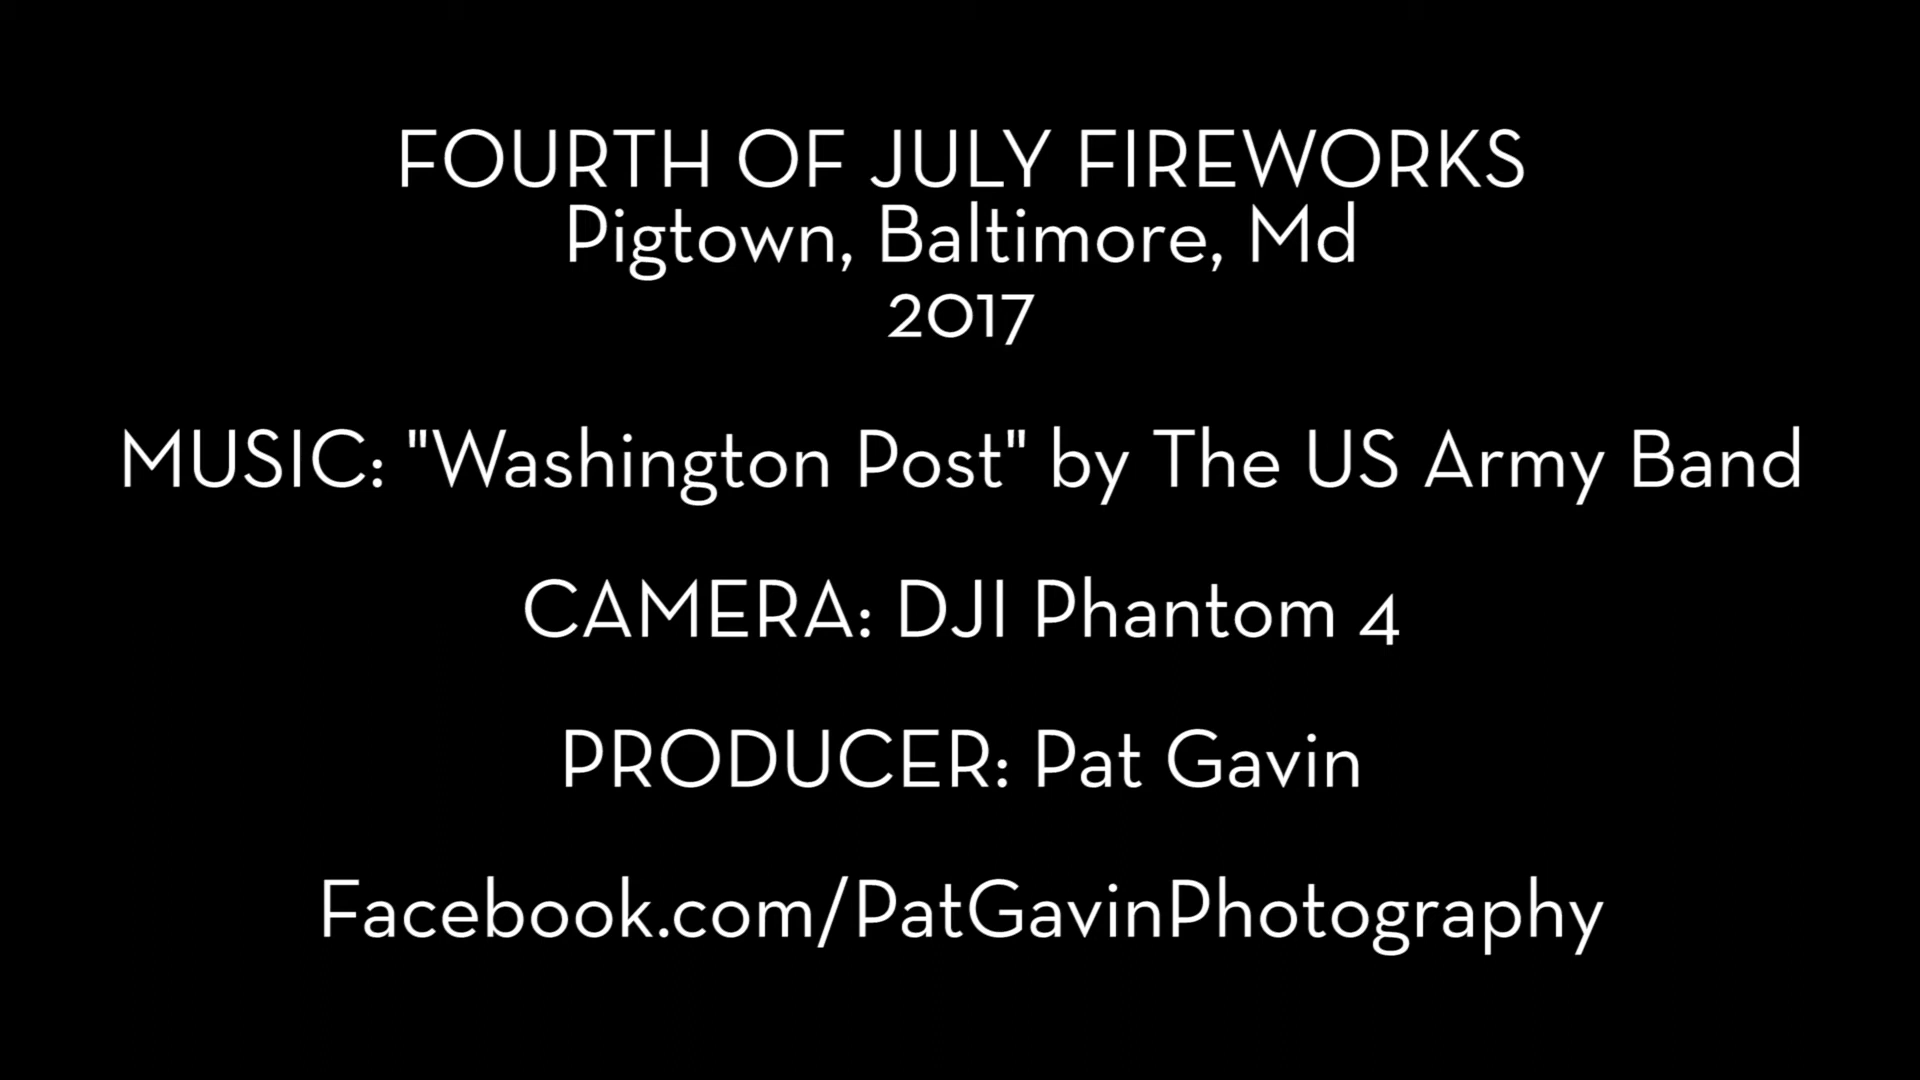 FOURTH OF JULY FIREWORKS
Pigtown, Baltimore, Md
2017
MUSIC: "Washington Post" by The US Army Band
CAMERA: DJI Phantom 4
PRODUCER: Pat Gavin
Facebook.com/PatGavinPhotography